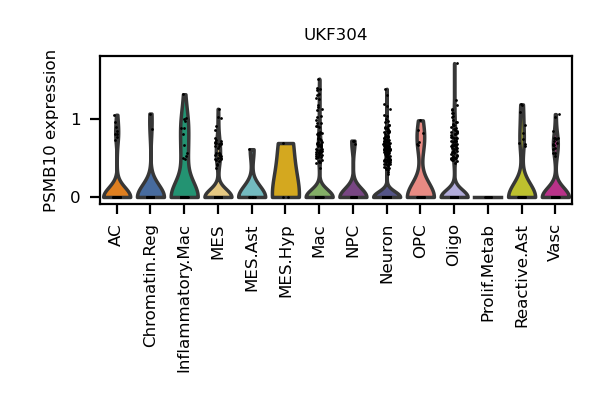 UKF304
PSMB10 expression
1
0
AC
Chromatin.Reg
Inflammatory.Mac
MES
MES.Ast
MES.Hyp
Mac
NPC
Neuron
OPC
Oligo
Prolif.Metab
Reactive.Ast
Vasc